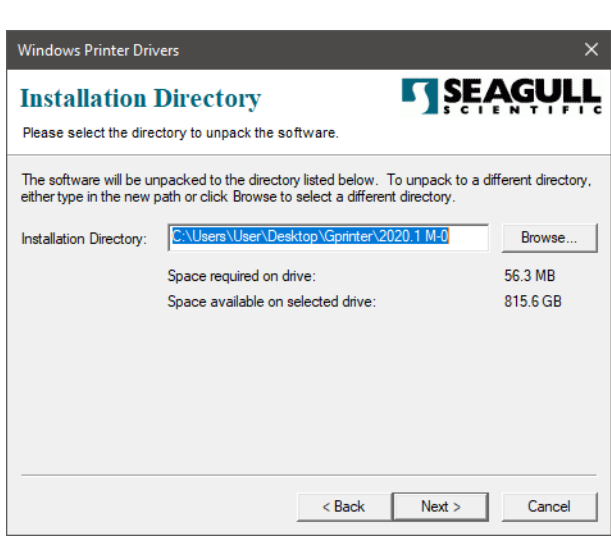 Windows Printer Drivers
Installation Directory
SEAGULL
SCIENTIFIC
Please select the directory to unpack the software.
The software will be unpacked to the directory listed below. To unpack to a different directory,
either type in the new path or click Browse to select a different directory.
Installation Directory: C:\Users\User\Desktop\Gprinter\2020.1 M-0 Browse...
Space required on drive: 56.3 MB
Space available on selected drive: 815.6 GB
< Back Next > Cancel